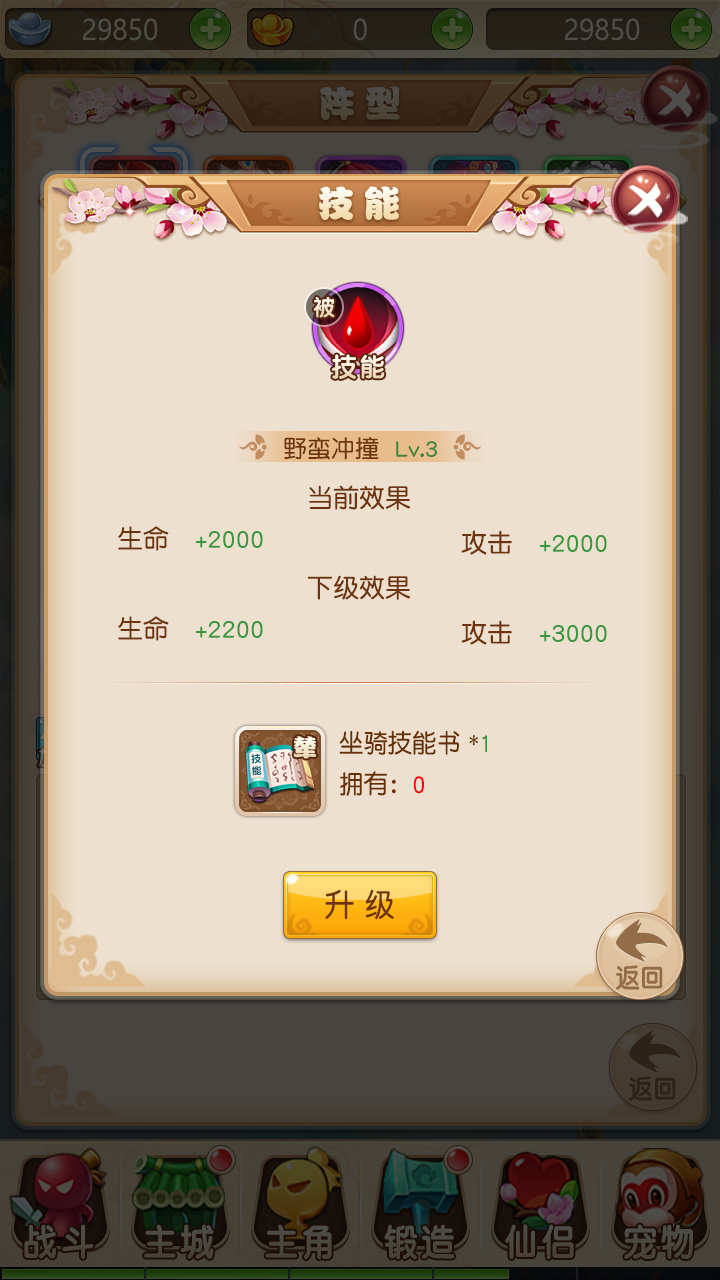 29850 0 29850
阵型
技能
被
技能
野蛮冲撞 Lv.3
当前效果
生命 +2000 攻击 +2000
下级效果
生命 +2200 攻击 +3000
技能
坐骑技能书 *1
拥有：0
升级
返回
返回
战斗 主城 主角 锻造 仙侣 宠物